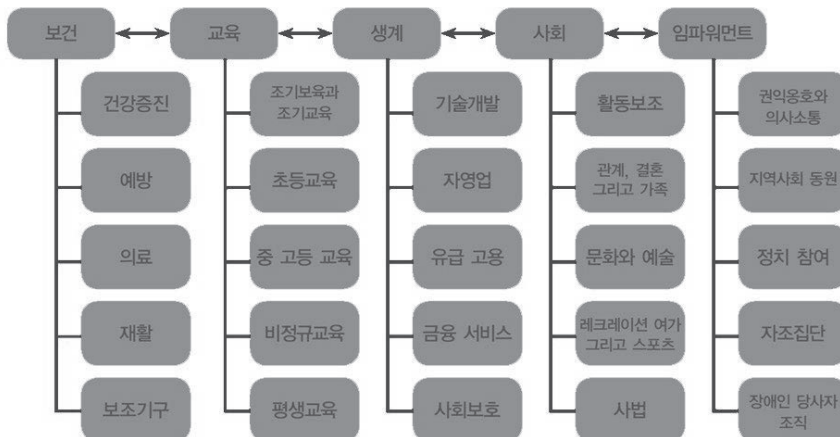 보건
교육
생계
사회
임파워먼트
건강증진
조기보육과
조기교육
기술개발
활동보조
권익옹호와
의사소통
예방
초등교육
자영업
관계, 결혼
그리고 가족
지역사회 동원
의료
중 고등 교육
유급 고용
문화와 예술
정치 참여
재활
비정규교육
금융 서비스
레크레이션 여가
그리고 스포츠
자조집단
보조기구
평생교육
사회보호
사법
장애인 당사자
조직